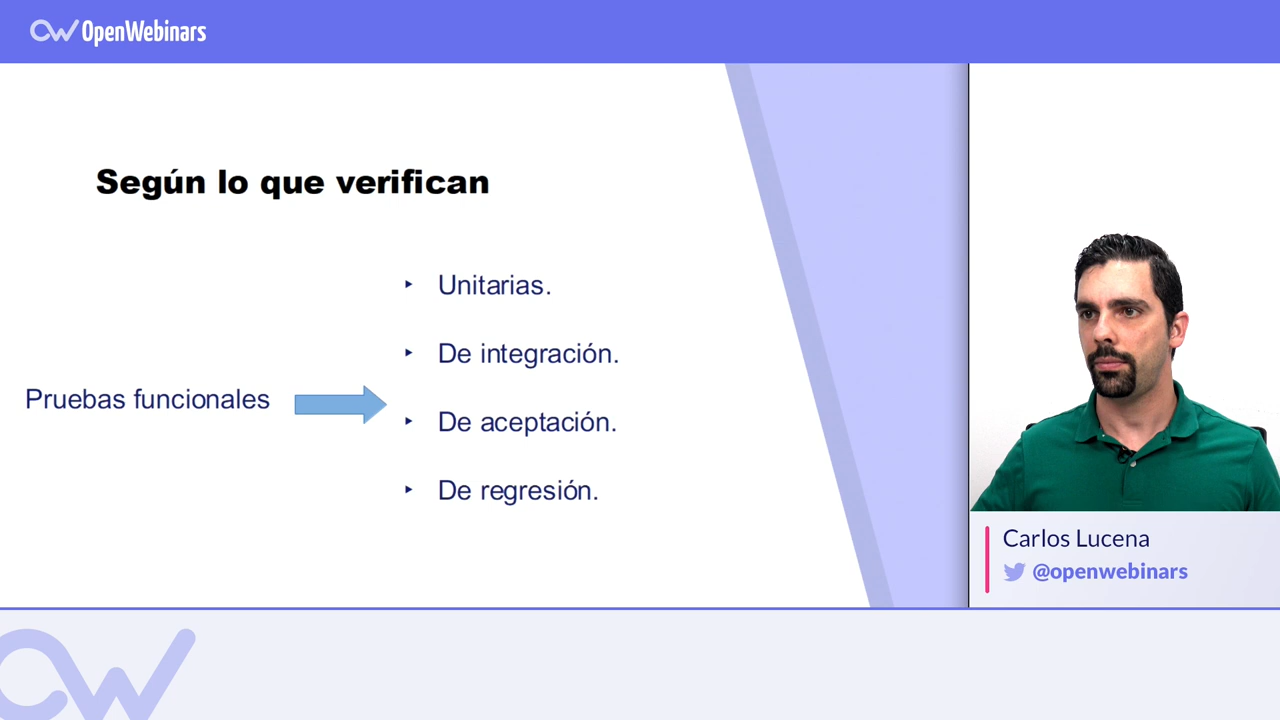 OpenWebinars
Según lo que verifican
Unitarias.
De integración.
Pruebas funcionales
De aceptación.
De regresión.
Carlos Lucena
@openwebinars